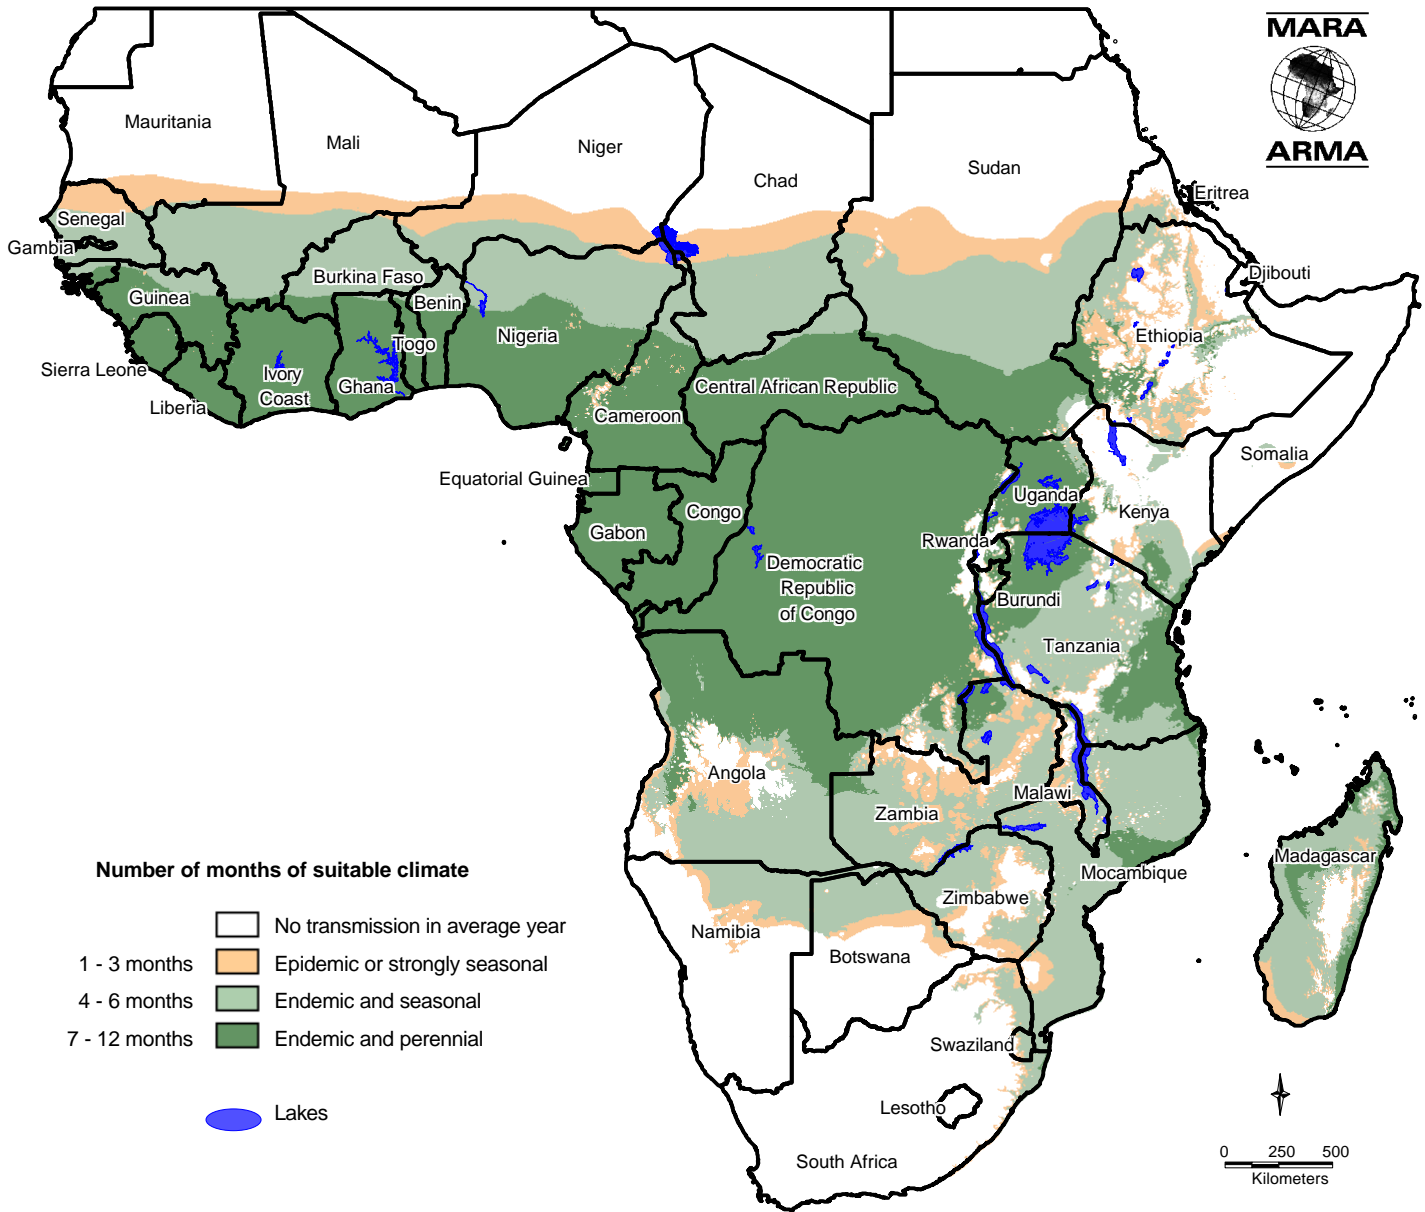 MARA
ARMA
Mauritania
Mali
Niger
Chad
Sudan
Eritrea
Senegal
Gambia
Djibouti
Burkina Faso
Guinea
Benin
Nigeria
Togo
Ethiopia
Sierra Leone
Ivory
Coast
Ghana
Central African Republic
Liberia
Cameroon
Somalia
Equatorial Guinea
Uganda
Congo
Kenya
Gabon
Rwanda
Democratic
Republic
of Congo
Burundi
Tanzania
Angola
Malawi
Zambia
Madagascar
Mocambique
Zimbabwe
Namibia
Botswana
Swaziland
Lesotho
South Africa
Number of months of suitable climate
No transmission in average year
1 - 3 months Epidemic or strongly seasonal
4 - 6 months Endemic and seasonal
7 - 12 months Endemic and perennial
Lakes
0 250 500
Kilometers